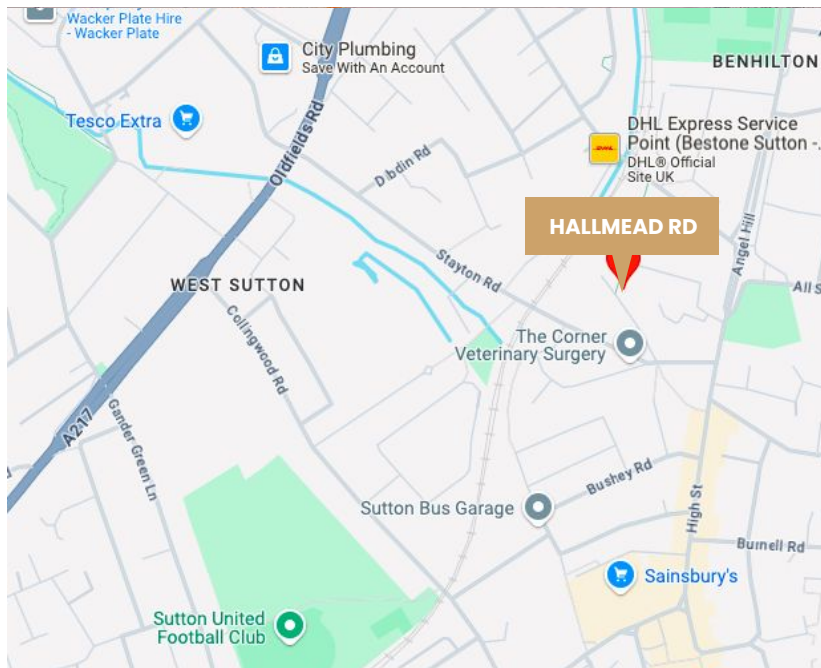 Wacker Plate Hire
- Wacker Plate
City Plumbing
Save With An Account
BENHILTON
Tesco Extra
Oldfields Rd
Dibdin Rd
DHL Express Service
Point (Bestone Sutton -..
DHL® Official
Site UK
HALLMEAD RD
Angel Hill
Stayton Rd
WEST SUTTON
All S
Collingwood Rd
The Corner
Veterinary Surgery
A217
Gander Green Ln
Bushey Rd
Sutton Bus Garage
High St
Burnell Rd
Sainsbury's
Sutton United
Football Club